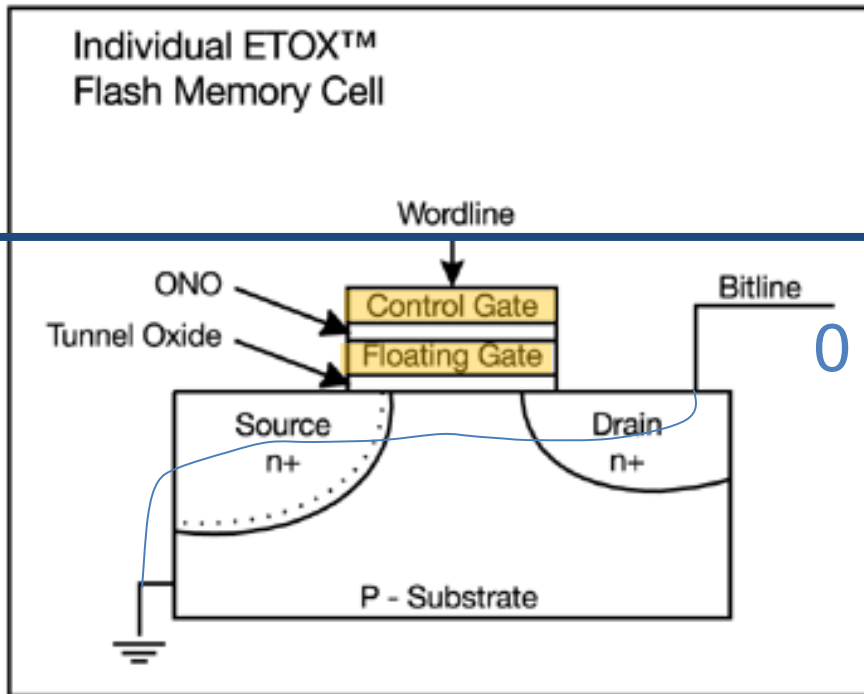 Individual ETOX™
Flash Memory Cell
Wordline
ONO
Control Gate
Bitline
Tunnel Oxide
Floating Gate
0
Source
n+
Drain
n+
P - Substrate